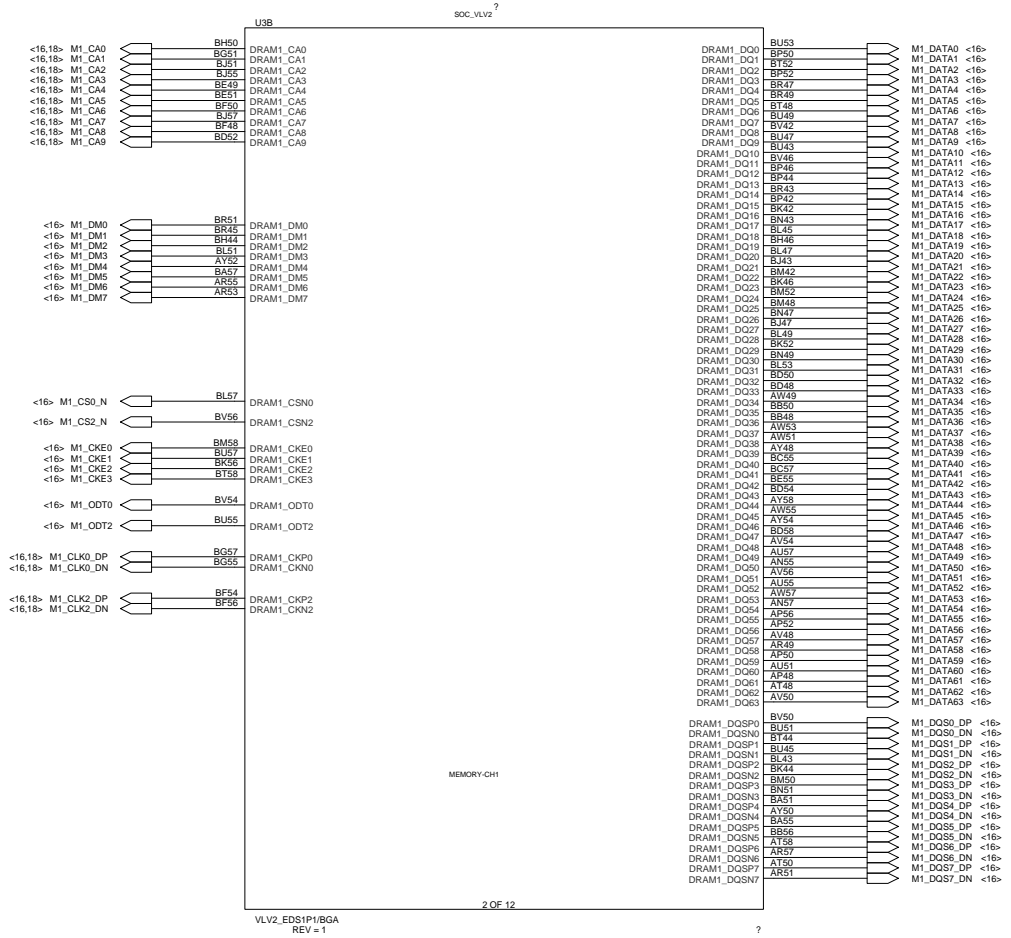 ?
SOC_VLV2
U3B
<16,18> M1_CA0 BH50 DRAM1_CA0
<16,18> M1_CA1 BG51 DRAM1_CA1
<16,18> M1_CA2 BJ51 DRAM1_CA2
<16,18> M1_CA3 BJ55 DRAM1_CA3
<16,18> M1_CA4 BE49 DRAM1_CA4
<16,18> M1_CA5 BE51 DRAM1_CA5
<16,18> M1_CA6 BF50 DRAM1_CA6
<16,18> M1_CA7 BJ57 DRAM1_CA7
<16,18> M1_CA8 BF48 DRAM1_CA8
<16,18> M1_CA9 BD52 DRAM1_CA9
<16> M1_DM0 BR51 DRAM1_DM0
<16> M1_DM1 BR45 DRAM1_DM1
<16> M1_DM2 BH44 DRAM1_DM2
<16> M1_DM3 BL51 DRAM1_DM3
<16> M1_DM4 AY52 DRAM1_DM4
<16> M1_DM5 BA57 DRAM1_DM5
<16> M1_DM6 AR55 DRAM1_DM6
<16> M1_DM7 AR53 DRAM1_DM7
<16> M1_CS0_N BL57 DRAM1_CSN0
<16> M1_CS2_N BV56 DRAM1_CSN2
<16> M1_CKE0 BM58 DRAM1_CKE0
<16> M1_CKE1 BU57 DRAM1_CKE1
<16> M1_CKE2 BK56 DRAM1_CKE2
<16> M1_CKE3 BT58 DRAM1_CKE3
<16> M1_ODT0 BV54 DRAM1_ODT0
<16> M1_ODT2 BU55 DRAM1_ODT2
<16,18> M1_CLK0_DP BG57 DRAM1_CKP0
<16,18> M1_CLK0_DN BG55 DRAM1_CKN0
<16,18> M1_CLK2_DP BF54 DRAM1_CKP2
<16,18> M1_CLK2_DN BF56 DRAM1_CKN2
DRAM1_DQ0 BU53 M1_DATA0 <16>
DRAM1_DQ1 BP50 M1_DATA1 <16>
DRAM1_DQ2 BT52 M1_DATA2 <16>
DRAM1_DQ3 BP52 M1_DATA3 <16>
DRAM1_DQ4 BR47 M1_DATA4 <16>
DRAM1_DQ5 BR49 M1_DATA5 <16>
DRAM1_DQ6 BT48 M1_DATA6 <16>
DRAM1_DQ7 BU49 M1_DATA7 <16>
DRAM1_DQ8 BV42 M1_DATA8 <16>
DRAM1_DQ9 BU47 M1_DATA9 <16>
DRAM1_DQ10 BU43 M1_DATA10 <16>
DRAM1_DQ11 BV46 M1_DATA11 <16>
DRAM1_DQ12 BP46 M1_DATA12 <16>
DRAM1_DQ13 BP44 M1_DATA13 <16>
DRAM1_DQ14 BR43 M1_DATA14 <16>
DRAM1_DQ15 BP42 M1_DATA15 <16>
DRAM1_DQ16 BK42 M1_DATA16 <16>
DRAM1_DQ17 BN43 M1_DATA17 <16>
DRAM1_DQ18 BL45 M1_DATA18 <16>
DRAM1_DQ19 BH46 M1_DATA19 <16>
DRAM1_DQ20 BL47 M1_DATA20 <16>
DRAM1_DQ21 BJ43 M1_DATA21 <16>
DRAM1_DQ22 BM42 M1_DATA22 <16>
DRAM1_DQ23 BK46 M1_DATA23 <16>
DRAM1_DQ24 BM52 M1_DATA24 <16>
DRAM1_DQ25 BM48 M1_DATA25 <16>
DRAM1_DQ26 BN47 M1_DATA26 <16>
DRAM1_DQ27 BJ47 M1_DATA27 <16>
DRAM1_DQ28 BL49 M1_DATA28 <16>
DRAM1_DQ29 BK52 M1_DATA29 <16>
DRAM1_DQ30 BN49 M1_DATA30 <16>
DRAM1_DQ31 BL53 M1_DATA31 <16>
DRAM1_DQ32 BD50 M1_DATA32 <16>
DRAM1_DQ33 BD48 M1_DATA33 <16>
DRAM1_DQ34 AW49 M1_DATA34 <16>
DRAM1_DQ35 BB50 M1_DATA35 <16>
DRAM1_DQ36 BB48 M1_DATA36 <16>
DRAM1_DQ37 AW53 M1_DATA37 <16>
DRAM1_DQ38 AW51 M1_DATA38 <16>
DRAM1_DQ39 AY48 M1_DATA39 <16>
DRAM1_DQ40 BC55 M1_DATA40 <16>
DRAM1_DQ41 BC57 M1_DATA41 <16>
DRAM1_DQ42 BE55 M1_DATA42 <16>
DRAM1_DQ43 BD54 M1_DATA43 <16>
DRAM1_DQ44 AY58 M1_DATA44 <16>
DRAM1_DQ45 AW55 M1_DATA45 <16>
DRAM1_DQ46 AY54 M1_DATA46 <16>
DRAM1_DQ47 BD58 M1_DATA47 <16>
DRAM1_DQ48 AV54 M1_DATA48 <16>
DRAM1_DQ49 AU57 M1_DATA49 <16>
DRAM1_DQ50 AN55 M1_DATA50 <16>
DRAM1_DQ51 AV56 M1_DATA51 <16>
DRAM1_DQ52 AU55 M1_DATA52 <16>
DRAM1_DQ53 AW57 M1_DATA53 <16>
DRAM1_DQ54 AN57 M1_DATA54 <16>
DRAM1_DQ55 AP56 M1_DATA55 <16>
DRAM1_DQ56 AP52 M1_DATA56 <16>
DRAM1_DQ57 AV48 M1_DATA57 <16>
DRAM1_DQ58 AR49 M1_DATA58 <16>
DRAM1_DQ59 AP50 M1_DATA59 <16>
DRAM1_DQ60 AU51 M1_DATA60 <16>
DRAM1_DQ61 AP48 M1_DATA61 <16>
DRAM1_DQ62 AT48 M1_DATA62 <16>
DRAM1_DQ63 AV50 M1_DATA63 <16>
DRAM1_DQSP0 BV50 M1_DQS0_DP <16>
DRAM1_DQSN0 BU51 M1_DQS0_DN <16>
DRAM1_DQSP1 BT44 M1_DQS1_DP <16>
DRAM1_DQSN1 BU45 M1_DQS1_DN <16>
DRAM1_DQSP2 BL43 M1_DQS2_DP <16>
DRAM1_DQSN2 BK44 M1_DQS2_DN <16>
DRAM1_DQSP3 BM50 M1_DQS3_DP <16>
DRAM1_DQSN3 BN51 M1_DQS3_DN <16>
DRAM1_DQSP4 BA51 M1_DQS4_DP <16>
DRAM1_DQSN4 AY50 M1_DQS4_DN <16>
DRAM1_DQSP5 BA55 M1_DQS5_DP <16>
DRAM1_DQSN5 BB56 M1_DQS5_DN <16>
DRAM1_DQSP6 AT58 M1_DQS6_DP <16>
DRAM1_DQSN6 AR57 M1_DQS6_DN <16>
DRAM1_DQSP7 AT50 M1_DQS7_DP <16>
DRAM1_DQSN7 AR51 M1_DQS7_DN <16>
MEMORY-CH1
2 OF 12
VLV2_EDS1P1/BGA
REV = 1
?